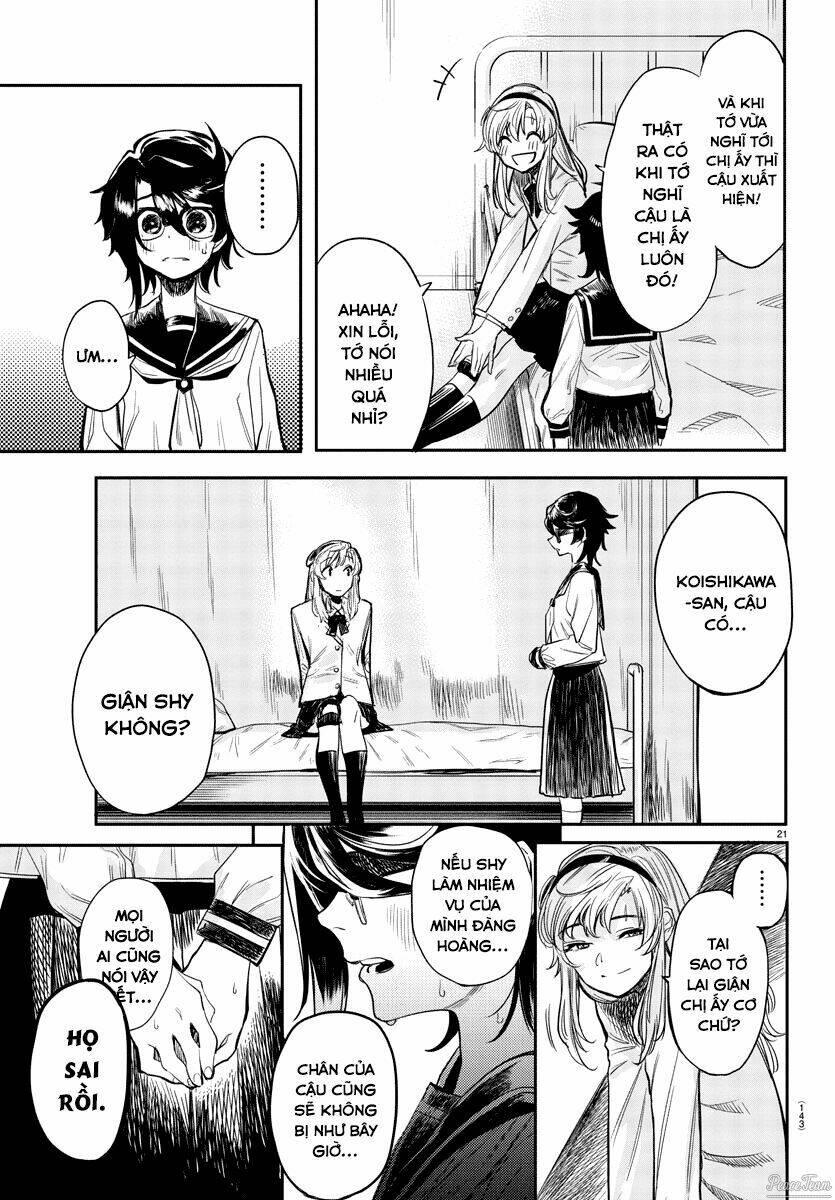 VÀ KHI
TỚ VỪA
NGHĨ TỚI
CHỊ ẤY THÌ
CẬU XUẤT
HIỆN!
THẬT
RA CÓ
KHI TỚ
NGHĨ
CẬU LÀ
CHỊ ẤY
LUÔN
ĐÓ!
AHAHA!
XIN LỖI,
TỚ NÓI
NHIỀU
QUÁ
NHỈ?
......
ƯM...
KOISHIKAWA
-SAN, CẬU
CÓ...
GIẬN SHY
KHÔNG?
21
......
TẠI
SAO TỚ
LẠI GIẬN
CHỊ ẤY CƠ
CHỨ?
NẾU SHY
LÀM NHIỆM
VỤ CỦA
MÌNH ĐÀNG
HOÀNG...
CHÂN CỦA
CẬU CŨNG
SẼ KHÔNG
BỊ NHƯ BÂY
GIỜ...
MỌI
NGƯỜI
AI CŨNG
NÓI VẬY
HẾT...
HỌ
SAI
RỒI.
(143)
PeaceTeam